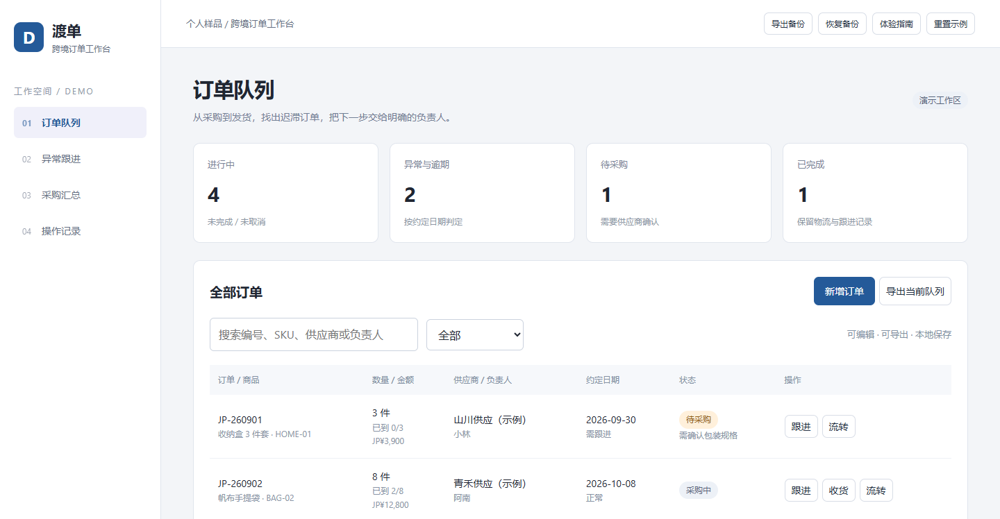 D
渡单
跨境订单工作台
工作空间 / DEMO
01 订单队列
02 异常跟进
03 采购汇总
04 操作记录
个人样品 / 跨境订单工作台
导出备份 恢复备份 体验指南 重置示例
订单队列
从采购到发货，找出迟滞订单，把下一步交给明确的负责人。
演示工作区
进行中
4
未完成 / 未取消
异常与逾期
2
按约定日期判定
待采购
1
需要供应商确认
已完成
1
保留物流与跟进记录
全部订单
新增订单 导出当前队列
搜索编号、SKU、供应商或负责人
全部
可编辑 · 可导出 · 本地保存
订单 / 商品 数量 / 金额 供应商 / 负责人 约定日期 状态 操作
JP-260901
收纳盒 3 件套 · HOME-01
3 件
已到 0/3
JP¥3,900
山川供应（示例）
小林
2026-09-30
需跟进
待采购
需确认包装规格
跟进 流转
JP-260902
帆布手提袋 · BAG-02
8 件
已到 2/8
JP¥12,800
青禾供应（示例）
阿南
2026-10-08
正常
采购中
跟进 收货 流转